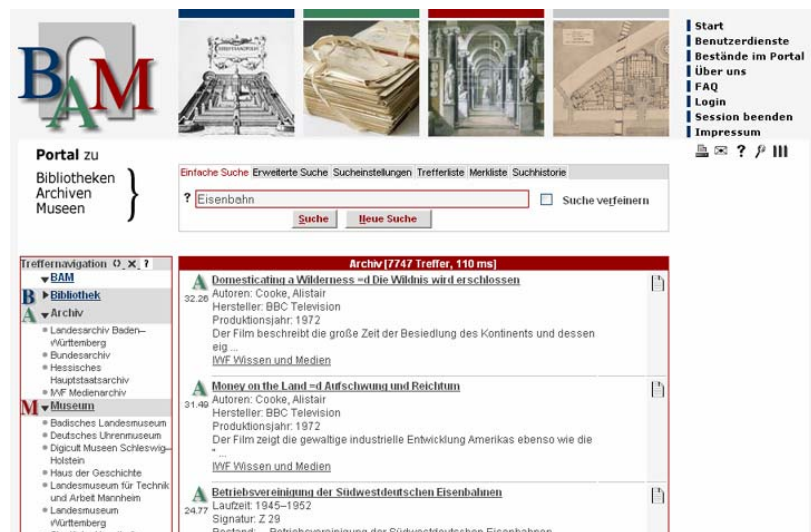 BAM
Portal zu
Bibliotheken
Archiven
Museen
Start
Benutzerdienste
Bestände im Portal
Über uns
FAQ
Login
Session beenden
Impressum
Einfache Suche Erweiterte Suche Sucheinstellungen Trefferliste Merkliste Suchhistorie
? Eisenbahn
Suche verfeinern
Suche Neue Suche
Treffernavigation
BAM
B Bibliothek
A Archiv
Landesarchiv Baden–
Württemberg
Bundesarchiv
Hessisches
Hauptstaatsarchiv
IWF Medienarchiv
M Museum
Badisches Landesmuseum
Deutsches Uhrenmuseum
Digicult Museen Schleswig–
Holstein
Haus der Geschichte
Landesmuseum für Technik
und Arbeit Mannheim
Landesmuseum
Württemberg
Archiv [7747 Treffer, 110 ms]
A Domesticating a Wilderness =d Die Wildnis wird erschlossen
32.26 Autoren: Cooke, Alistair
Hersteller: BBC Television
Produktionsjahr: 1972
Der Film beschreibt die große Zeit der Besiedlung des Kontinents und dessen
eig ...
IWF Wissen und Medien
A Money on the Land =d Aufschwung und Reichtum
31.49 Autoren: Cooke, Alistair
Hersteller: BBC Television
Produktionsjahr: 1972
Der Film zeigt die gewaltige industrielle Entwicklung Amerikas ebenso wie die
" ...
IWF Wissen und Medien
A Betriebsvereinigung der Südwestdeutschen Eisenbahnen
24.77 Laufzeit: 1945–1952
Signatur: Z 29
Bestand: Betriebsvereinigung der Südwestdeutschen Eisenbahnen